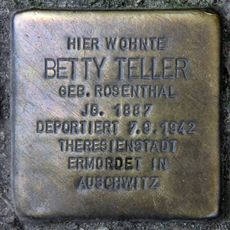 HIER WOHNTE
BETTY TELLER
GEB. ROSENTHAL
JG. 1887
DEPORTIERT 7.9.1942
THERESIENSTADT
ERMORDET IN
AUSCHWITZ